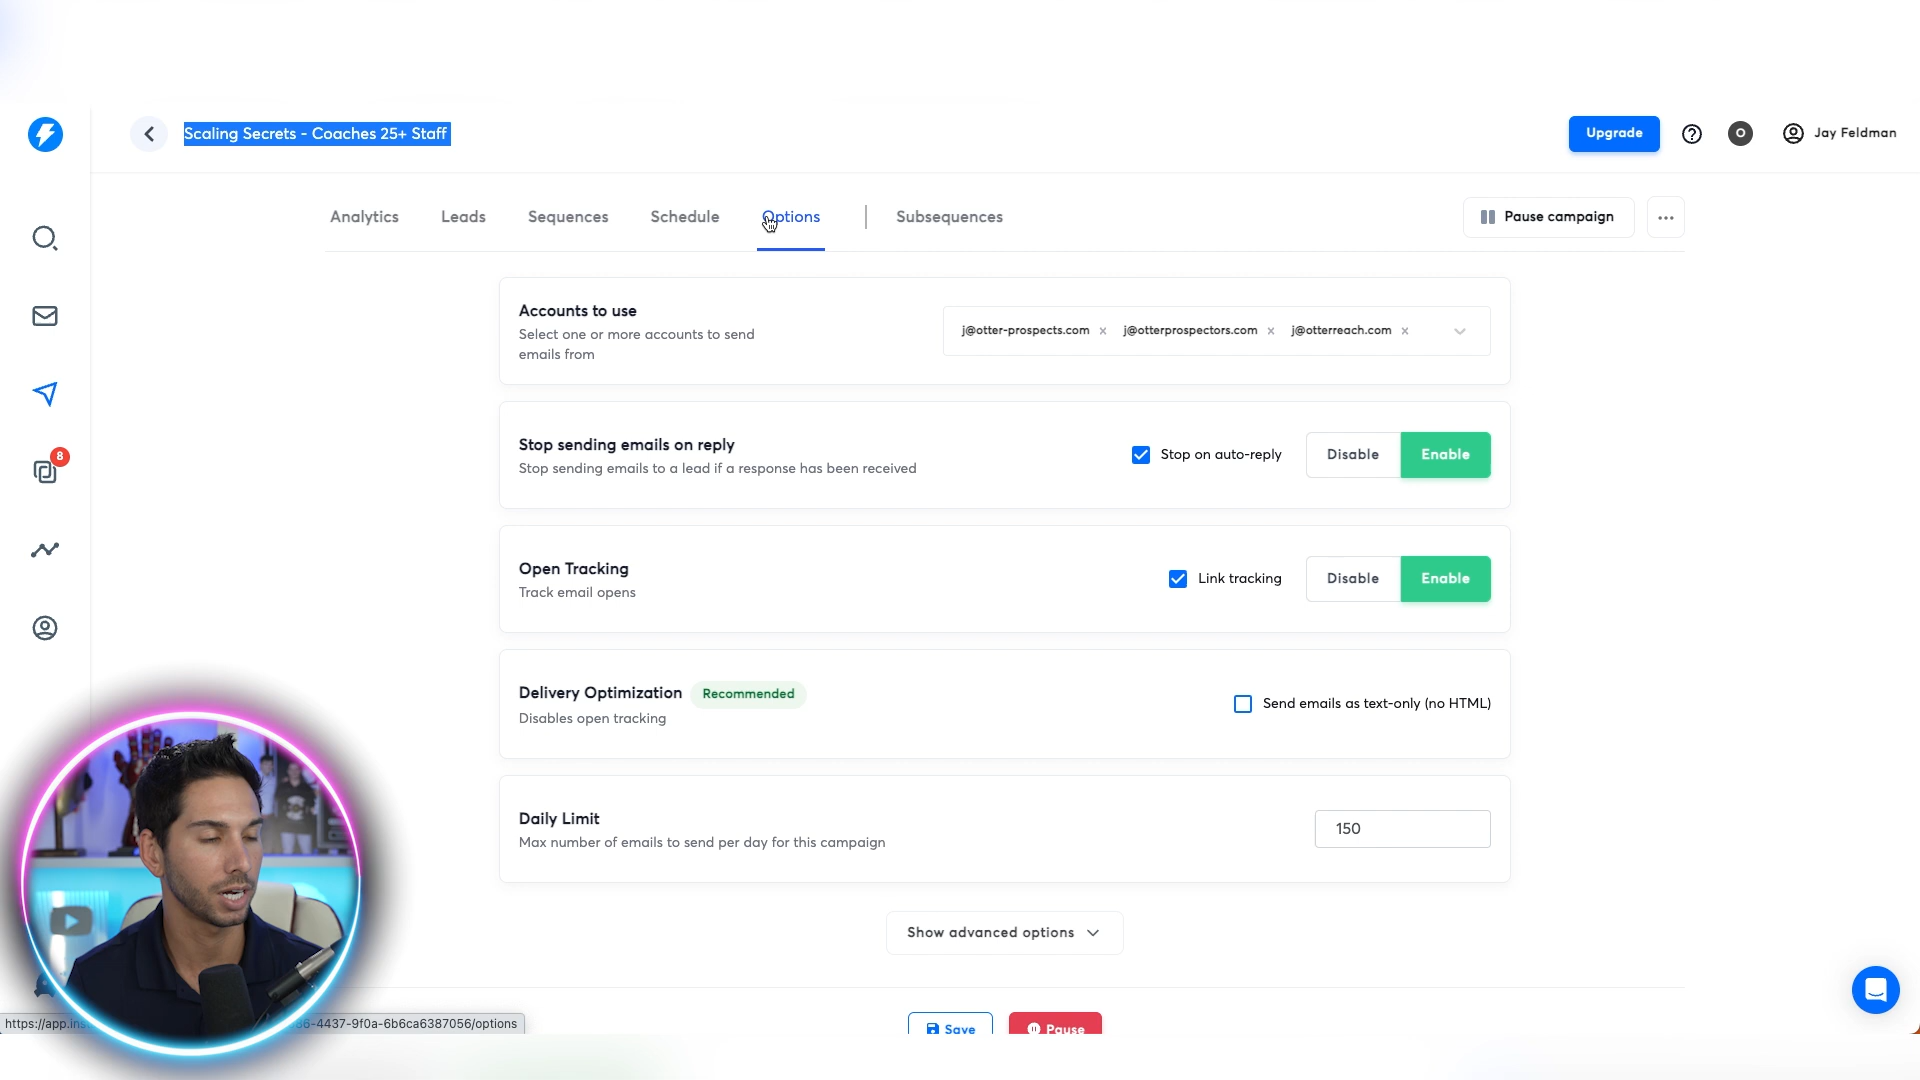 Scaling Secrets - Coaches 25+ Staff
Upgrade
O
Jay Feldman
Analytics
Leads
Sequences
Schedule
Options
Subsequences
Pause campaign
Accounts to use
Select one or more accounts to send
emails from
j@otter-prospects.com × j@otterprospectors.com × j@otterreach.com ×
Stop sending emails on reply
Stop sending emails to a lead if a response has been received
Stop on auto-reply
Disable
Enable
8
Open Tracking
Track email opens
Link tracking
Disable
Enable
Delivery Optimization
Recommended
Disables open tracking
Send emails as text-only (no HTML)
Daily Limit
Max number of emails to send per day for this campaign
150
Show advanced options
Save
Pause
https://app.ins
86-4437-9f0a-6b6ca6387056/options